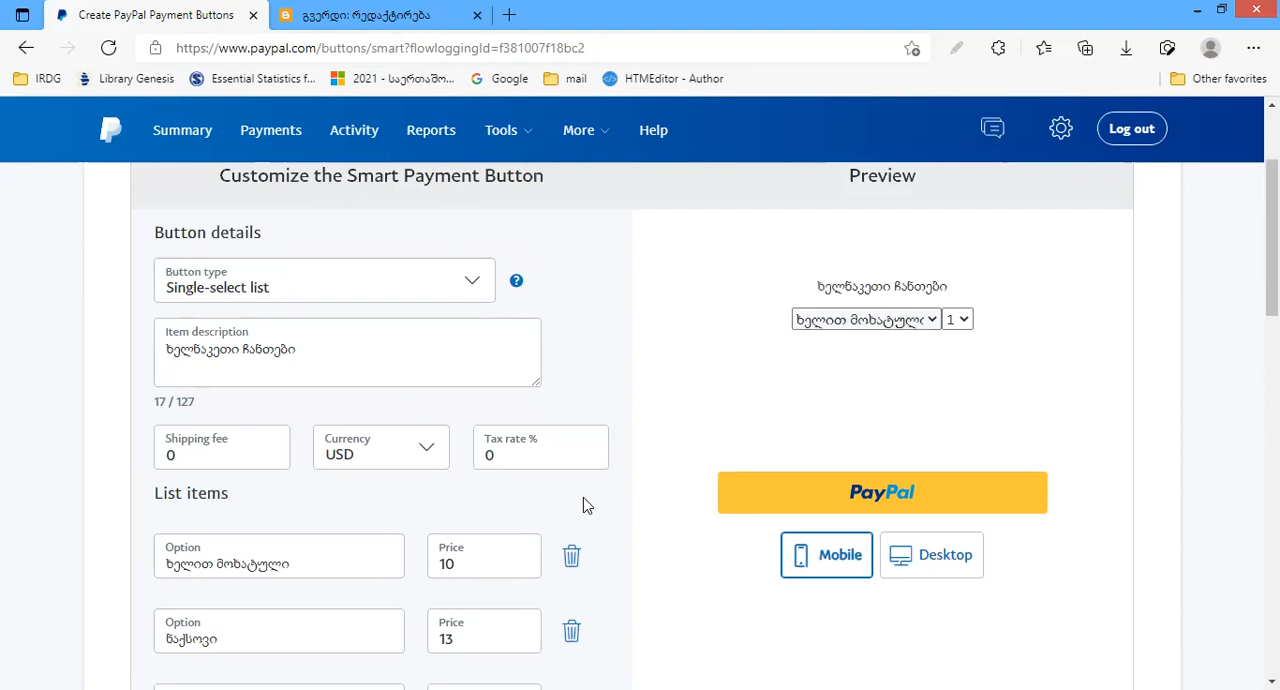 Create PayPal Payment Buttons
გვერდი: რედაქტირება
https://www.paypal.com/buttons/smart?flowloggingId=f381007f18bc2
IRDG
Library Genesis
Essential Statistics f...
2021 - საერთაშო...
Google
mail
HTMEditor - Author
Other favorites
Summary
Payments
Activity
Reports
Tools
More
Help
Log out
Customize the Smart Payment Button
Preview
Button details
Button type
Single-select list
Item description
ხელნაკეთი ჩანთები
17 / 127
Shipping fee
0
Currency
USD
Tax rate %
0
List items
Option
ხელით მოხატული
Price
10
Option
ნაქსოვი
Price
13
ხელნაკეთი ჩანთები
ხელით მოხატულ
1
PayPal
Mobile
Desktop